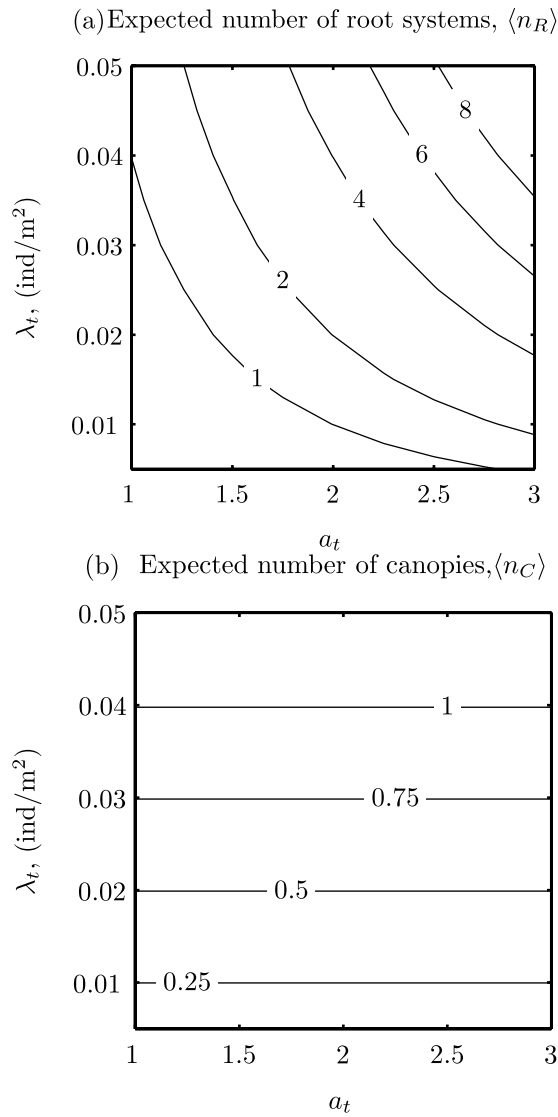 (a)Expected number of root systems, ⟨n_R⟩
0.05
0.04
0.03
0.02
0.01
λ_t, (ind/m²)
8
6
4
2
1
1 1.5 2 2.5 3
a_t
(b) Expected number of canopies,⟨n_C⟩
0.05
0.04
0.03
0.02
0.01
λ_t, (ind/m²)
1
0.75
0.5
0.25
1 1.5 2 2.5 3
a_t